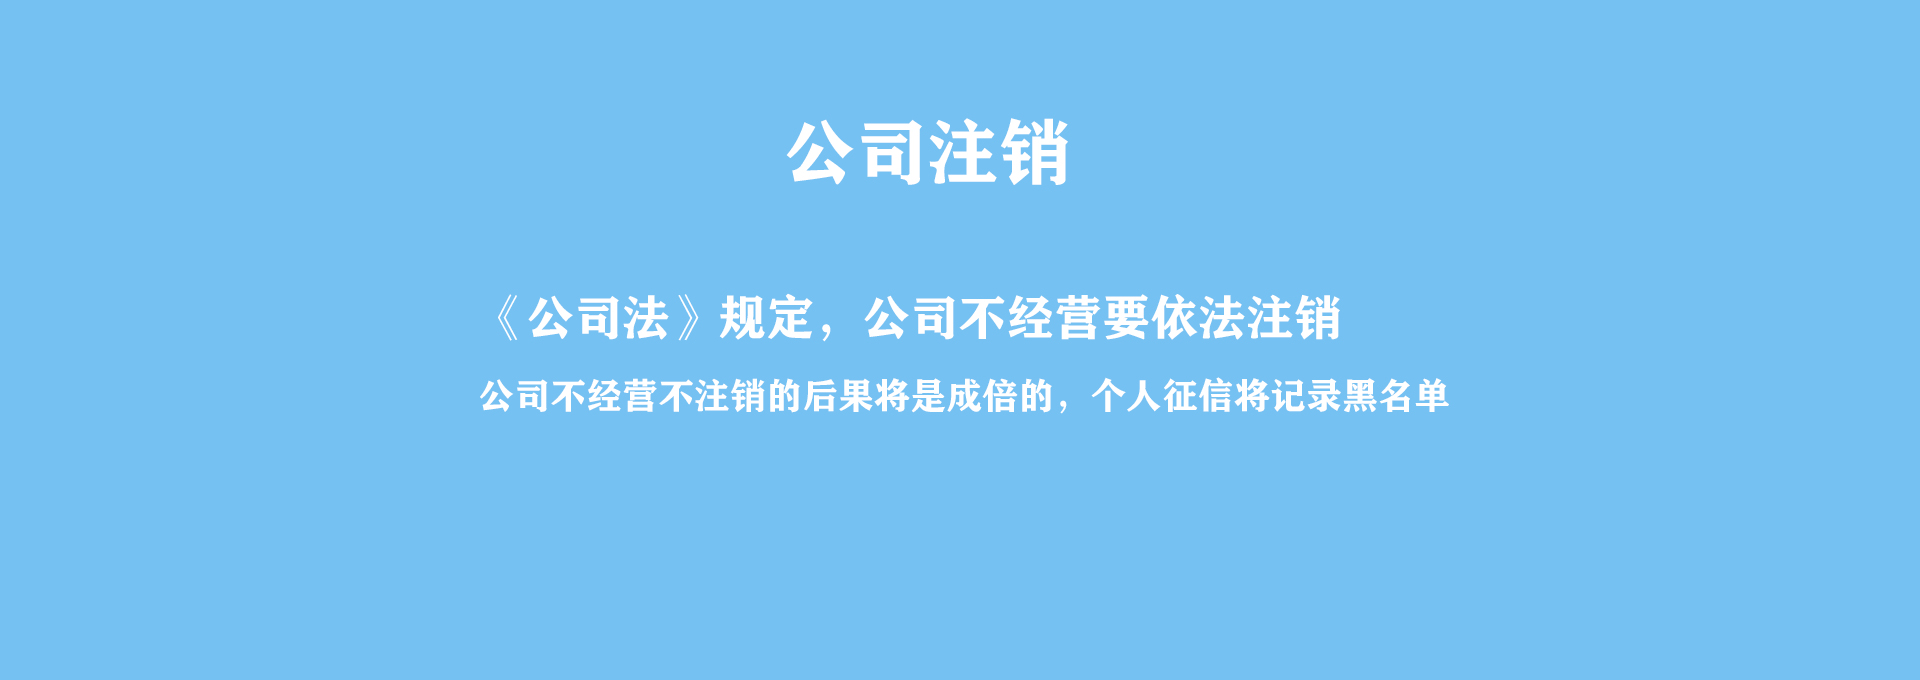 公司注销
《公司法》规定，公司不经营要依法注销
公司不经营不注销的后果将是成倍的，个人征信将记录黑名单